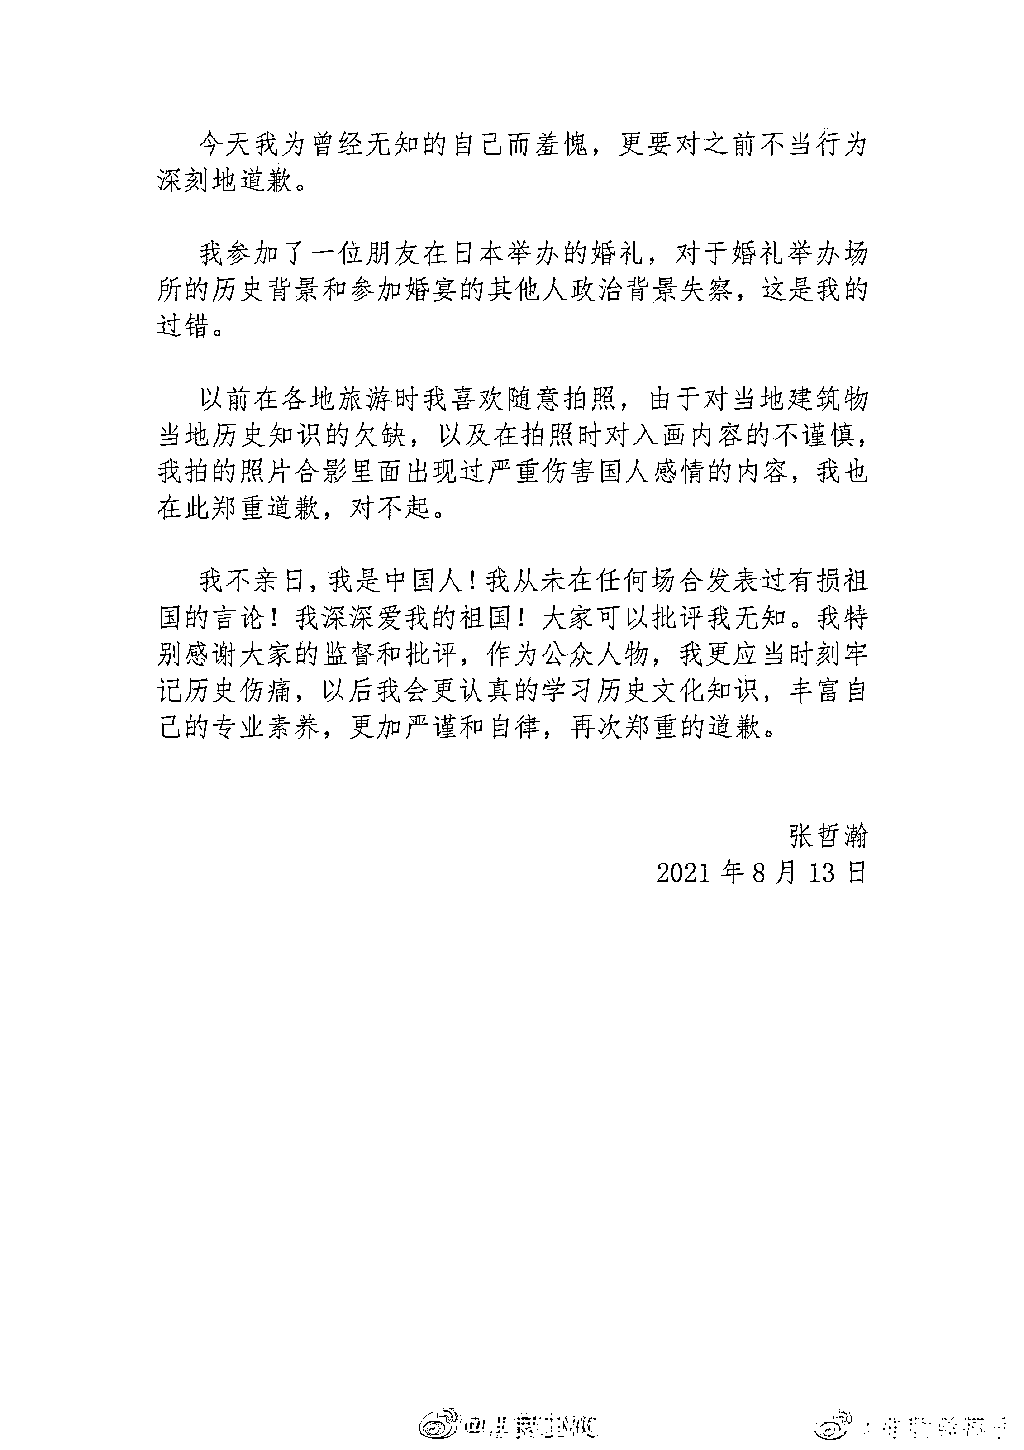 今天我为曾经无知的自己而羞愧，更要对之前不当行为
深刻地道歉。
我参加了一位朋友在日本举办的婚礼，对于婚礼举办场
所的历史背景和参加婚宴的其他人政治背景失察，这是我的
过错。
以前在各地旅游时我喜欢随意拍照，由于对当地建筑物
当地历史知识的欠缺，以及在拍照时对入画内容的不谨慎，
我拍的照片合影里面出现过严重伤害国人感情的内容，我也
在此郑重道歉，对不起。
我不亲日，我是中国人！我从未在任何场合发表过有损祖
国的言论！我深深爱我的祖国！大家可以批评我无知。我特
别感谢大家的监督和批评，作为公众人物，我更应当时刻牢
记历史伤痛，以后我会更认真的学习历史文化知识，丰富自
己的专业素养，更加严谨和自律，再次郑重的道歉。
张哲瀚
2021 年 8 月 13 日